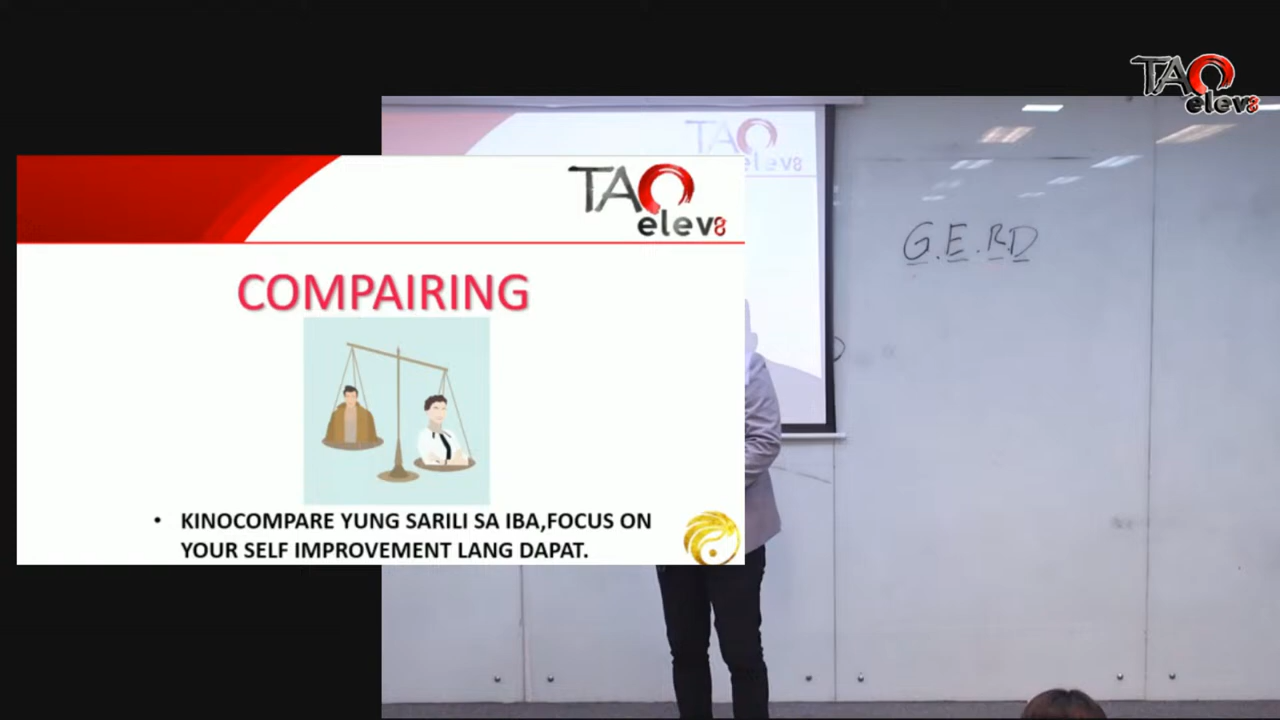 TAO
elev8
TAO
elev8
COMPAIRING
• KINOCOMPARE YUNG SARILI SA IBA,FOCUS ON
YOUR SELF IMPROVEMENT LANG DAPAT.
TAO
elev8
G.E.R.D